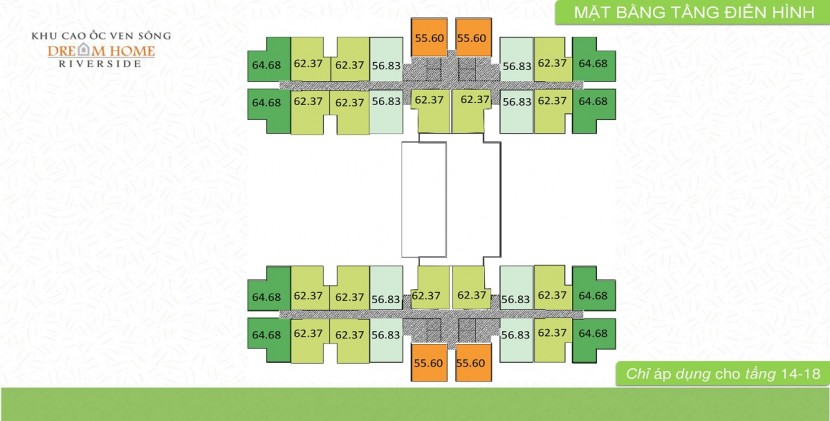 MẶT BẰNG TẦNG ĐIỂN HÌNH
KHU CAO ỐC VEN SÔNG
DREAM HOME
RIVERSIDE
55.60 55.60
64.68 62.37 62.37 56.83 56.83 62.37 64.68
64.68 62.37 62.37 56.83 62.37 62.37 56.83 62.37 64.68
64.68 62.37 62.37 56.83 62.37 62.37 56.83 62.37 64.68
64.68 62.37 62.37 56.83 56.83 62.37 64.68
55.60 55.60
Chỉ áp dụng cho tầng 14-18